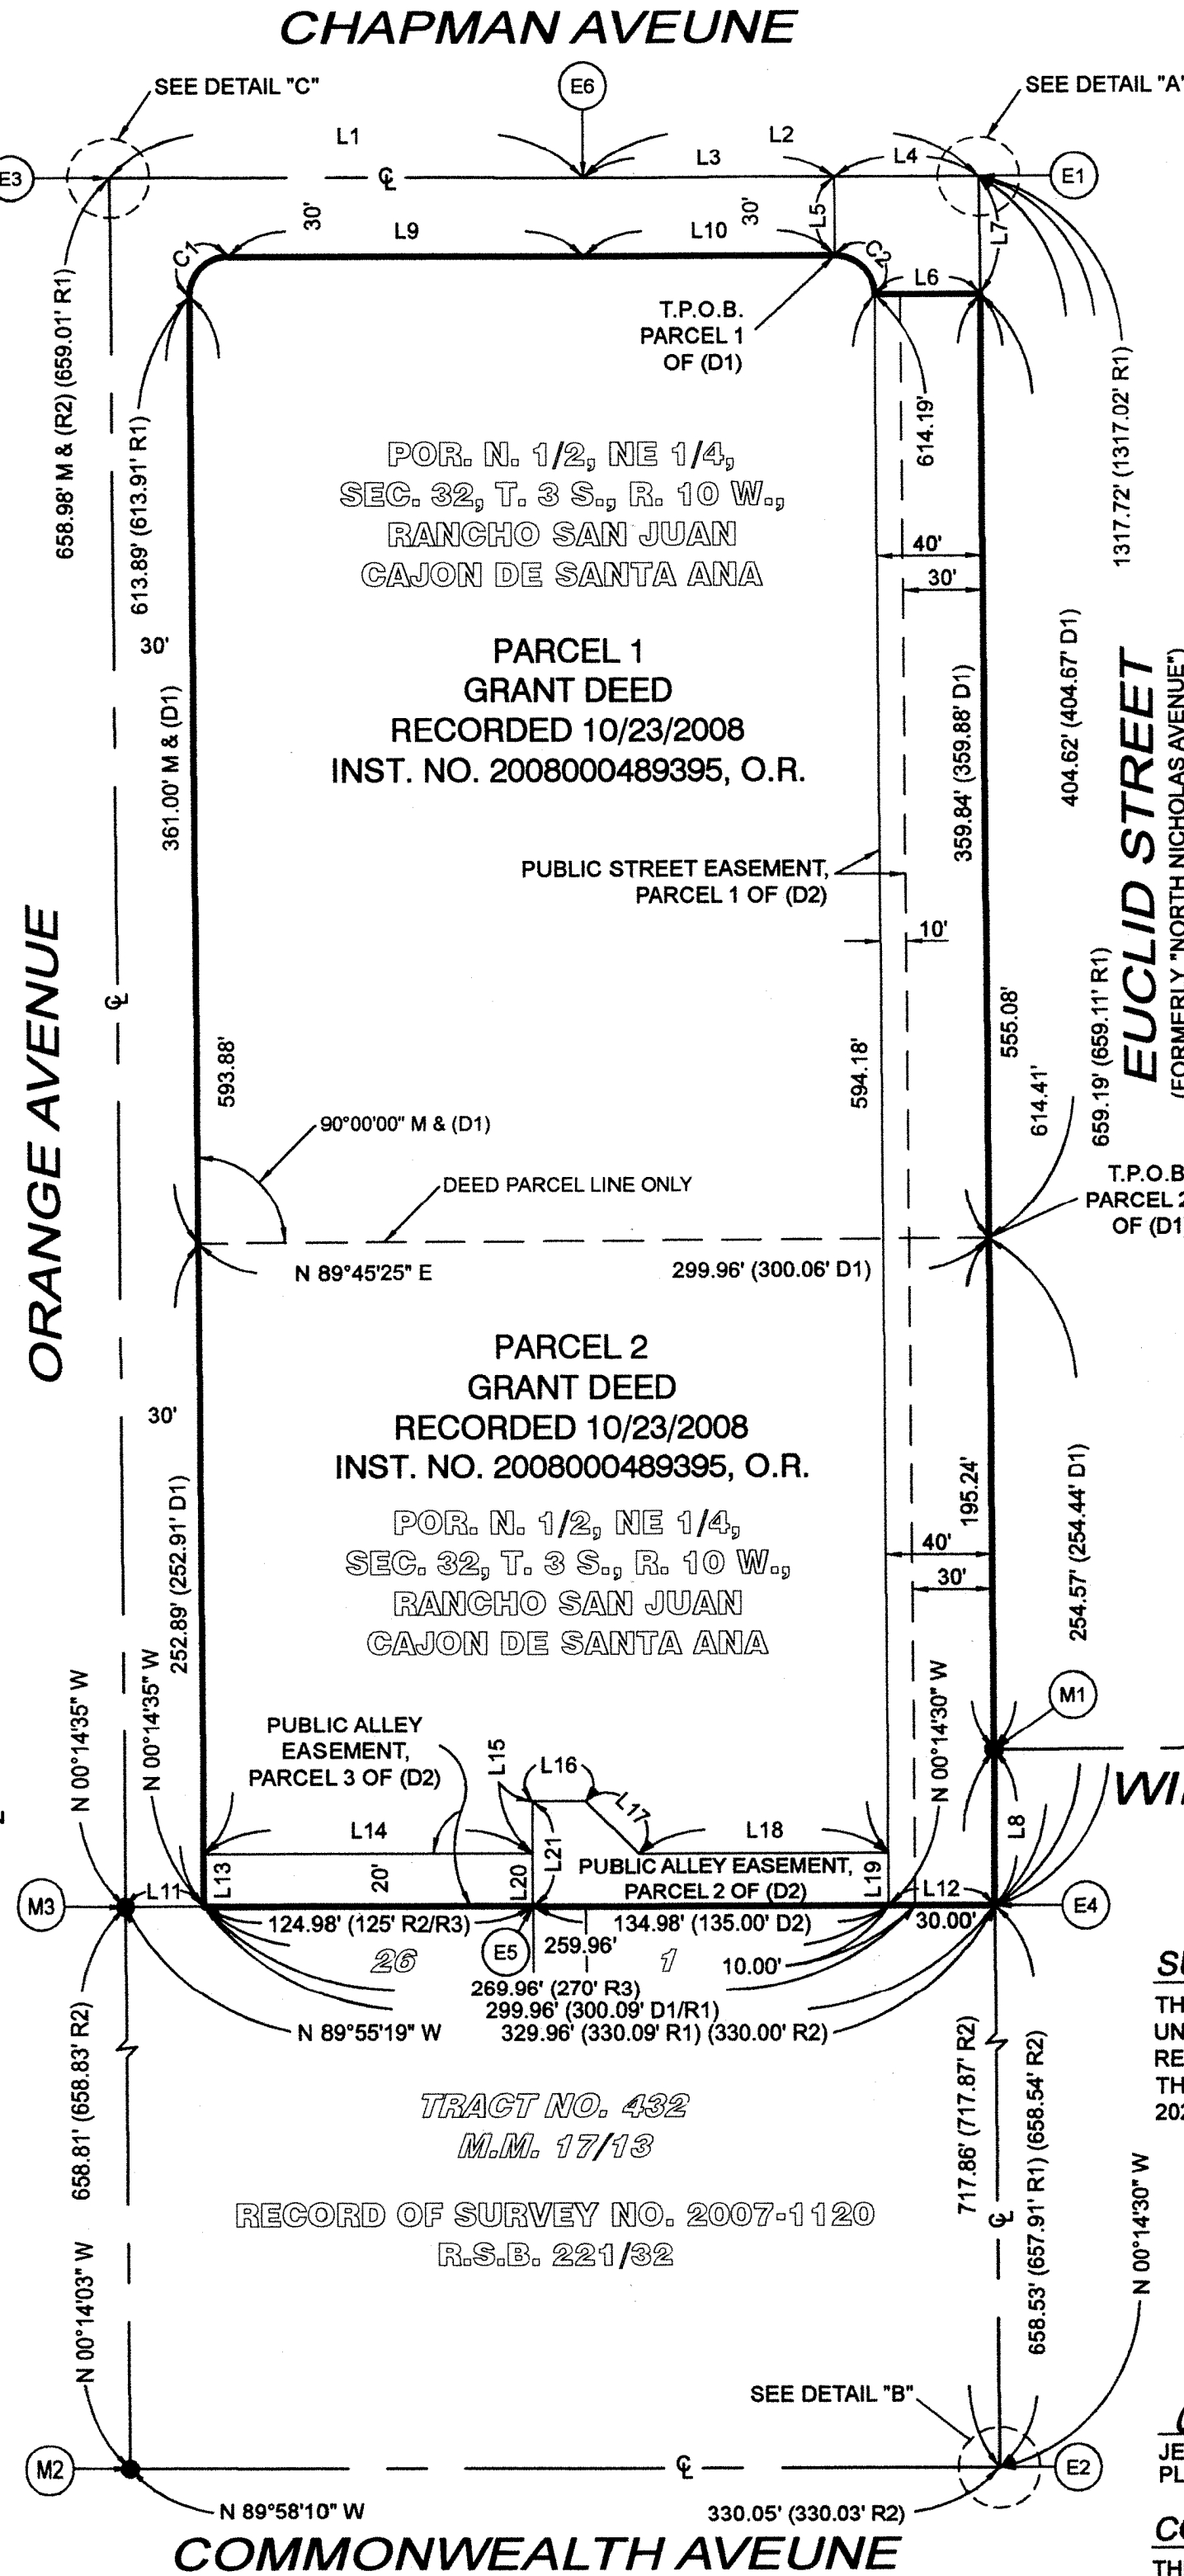 CHAPMAN AVEUNE
SEE DETAIL "C"
E6
SEE DETAIL "A"
L1
L2
L3
L4
E3
℄
E1
30'
30'
L5
L7
C1
L9
L10
C2
L6
658.98' M & (R2) (659.01' R1)
613.89' (613.91' R1)
T.P.O.B.
PARCEL 1
OF (D1)
614.19'
1317.72' (1317.02' R1)
POR. N. 1/2, NE 1/4,
SEC. 32, T. 3 S., R. 10 W.,
RANCHO SAN JUAN
CAJON DE SANTA ANA
40'
30'
30'
PARCEL 1
GRANT DEED
RECORDED 10/23/2008
INST. NO. 2008000489395, O.R.
361.00' M & (D1)
359.84' (359.88' D1)
404.62' (404.67' D1)
EUCLID STREET
(FORMERLY "NORTH NICHOLAS AVENUE")
PUBLIC STREET EASEMENT,
PARCEL 1 OF (D2)
10'
ORANGE AVENUE
℄
593.88'
594.18'
555.08'
614.41'
659.19' (659.11' R1)
90°00'00" M & (D1)
DEED PARCEL LINE ONLY
T.P.O.B.
PARCEL 2
OF (D1)
N 89°45'25" E
299.96' (300.06' D1)
PARCEL 2
GRANT DEED
RECORDED 10/23/2008
INST. NO. 2008000489395, O.R.
30'
252.89' (252.91' D1)
195.24'
254.57' (254.44' D1)
POR. N. 1/2, NE 1/4,
SEC. 32, T. 3 S., R. 10 W.,
RANCHO SAN JUAN
CAJON DE SANTA ANA
40'
30'
N 00°14'35" W
N 00°14'35" W
N 00°14'30" W
M1
PUBLIC ALLEY
EASEMENT,
PARCEL 3 OF (D2)
L15
L16
L17
L14
L18
L8
L13
20'
L20
L21
PUBLIC ALLEY EASEMENT,
PARCEL 2 OF (D2)
L19
L12
M3
L11
E4
124.98' (125' R2/R3)
134.98' (135.00' D2)
30.00'
E5
259.96'
26
1
10.00'
269.96' (270' R3)
299.96' (300.09' D1/R1)
N 89°55'19" W
329.96' (330.09' R1) (330.00' R2)
658.81' (658.83' R2)
717.86' (717.87' R2)
658.53' (657.91' R1) (658.54' R2)
TRACT NO. 432
M.M. 17/13
RECORD OF SURVEY NO. 2007-1120
R.S.B. 221/32
℄
N 00°14'03" W
N 00°14'30" W
SEE DETAIL "B"
M2
℄
E2
N 89°58'10" W
330.05' (330.03' R2)
COMMONWEALTH AVEUNE